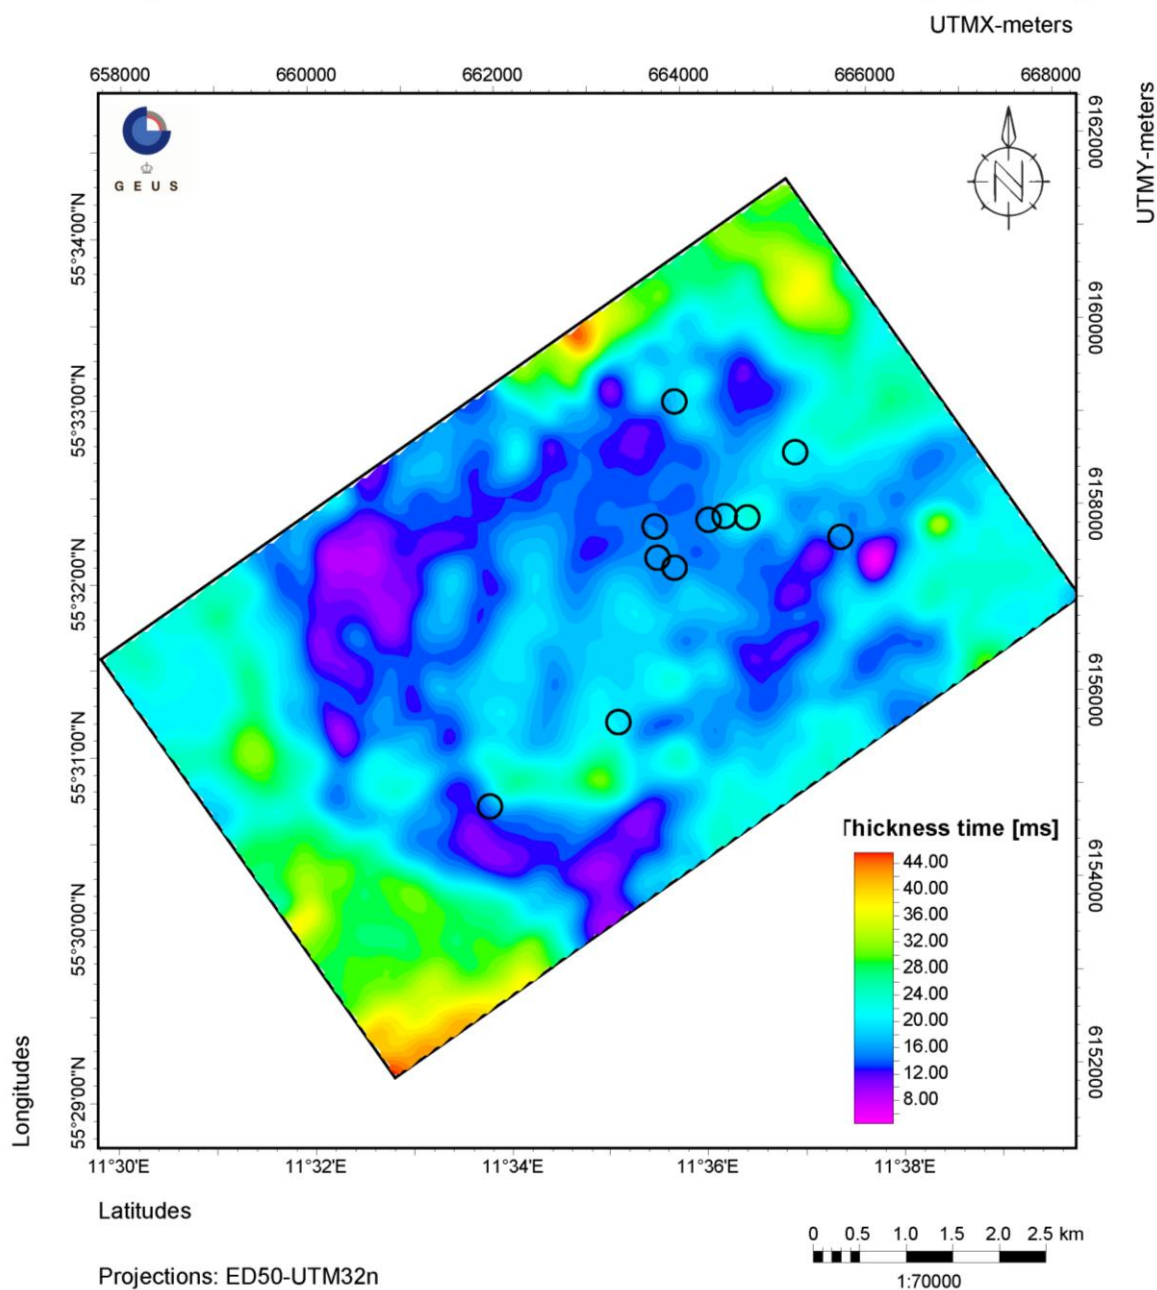 UTMX-meters
658000 660000 662000 664000 666000 668000
UTMY-meters
6162000
6160000
6158000
6156000
6154000
6152000
GEUS
N
55°34'00"N
55°33'00"N
55°32'00"N
55°31'00"N
55°30'00"N
55°29'00"N
Longitudes
Thickness time [ms]
44.00
40.00
36.00
32.00
28.00
24.00
20.00
16.00
12.00
8.00
11°30'E 11°32'E 11°34'E 11°36'E 11°38'E
Latitudes
0 0.5 1.0 1.5 2.0 2.5 km
1:70000
Projections: ED50-UTM32n